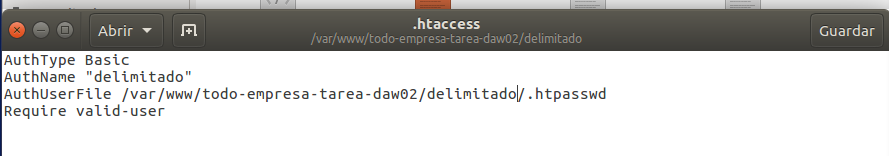 Abrir
.htaccess
/var/www/todo-empresa-tarea-daw02/delimitado
Guardar
AuthType Basic
AuthName "delimitado"
AuthUserFile /var/www/todo-empresa-tarea-daw02/delimitado/.htpasswd
Require valid-user